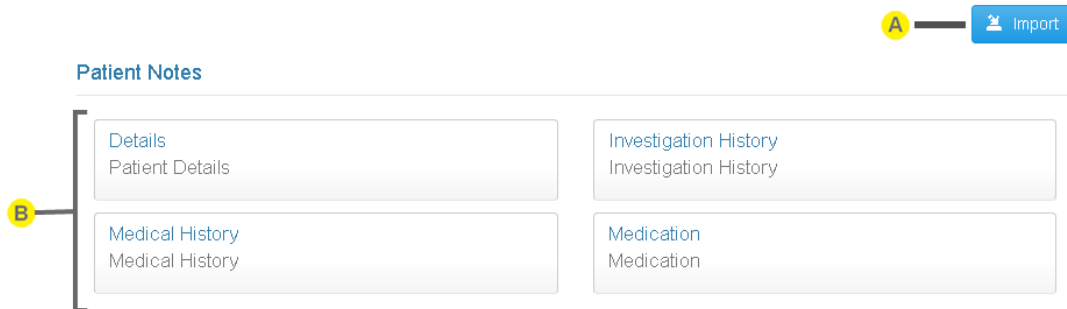 A
Import
Patient Notes
Details
Patient Details
Investigation History
Investigation History
B
Medical History
Medical History
Medication
Medication